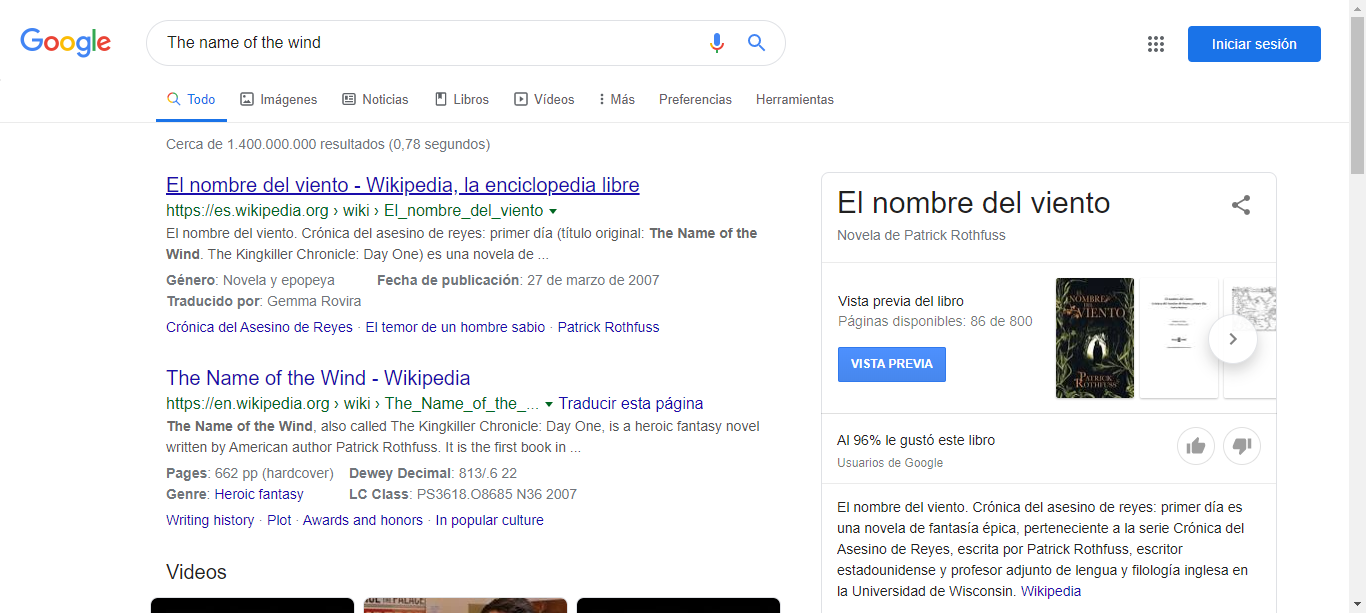 Google
The name of the wind
Iniciar sesión
Todo
Imágenes
Noticias
Libros
Vídeos
Más
Preferencias
Herramientas
Cerca de 1.400.000.000 resultados (0,78 segundos)
El nombre del viento - Wikipedia, la enciclopedia libre
https://es.wikipedia.org › wiki › El_nombre_del_viento
El nombre del viento. Crónica del asesino de reyes: primer día (título original: The Name of the
Wind. The Kingkiller Chronicle: Day One) es una novela de ...
Género: Novela y epopeya
Fecha de publicación: 27 de marzo de 2007
Traducido por: Gemma Rovira
Crónica del Asesino de Reyes · El temor de un hombre sabio · Patrick Rothfuss
The Name of the Wind - Wikipedia
https://en.wikipedia.org › wiki › The_Name_of_the_... Traducir esta página
The Name of the Wind, also called The Kingkiller Chronicle: Day One, is a heroic fantasy novel
written by American author Patrick Rothfuss. It is the first book in ...
Pages: 662 pp (hardcover)
Dewey Decimal: 813/.6 22
Genre: Heroic fantasy
LC Class: PS3618.O8685 N36 2007
Writing history · Plot · Awards and honors · In popular culture
Videos
El nombre del viento
Novela de Patrick Rothfuss
Vista previa del libro
Páginas disponibles: 86 de 800
VISTA PREVIA
NOMBRE
DEL
VIENTO
PATRICK
ROTHFUSS
Al 96% le gustó este libro
Usuarios de Google
El nombre del viento. Crónica del asesino de reyes: primer día es
una novela de fantasía épica, perteneciente a la serie Crónica del
Asesino de Reyes, escrita por Patrick Rothfuss, escritor
estadounidense y profesor adjunto de lengua y filología inglesa en
la Universidad de Wisconsin. Wikipedia